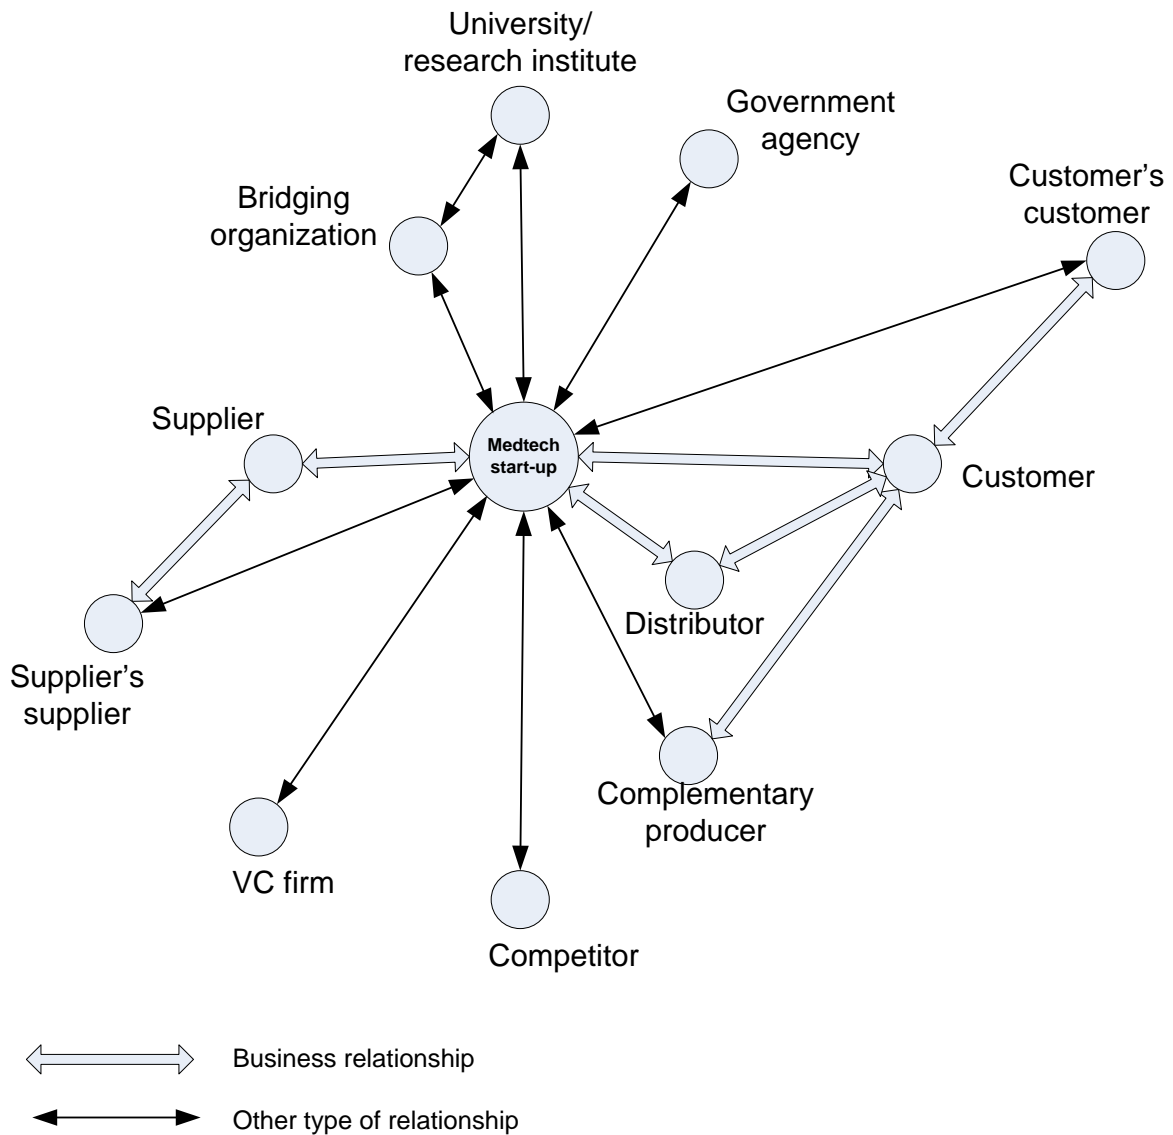 University/
research institute
Government
agency
Customer's
customer
Bridging
organization
Supplier
Medtech
start-up
Customer
Distributor
Supplier's
supplier
Complementary
producer
VC firm
Competitor
Business relationship
Other type of relationship